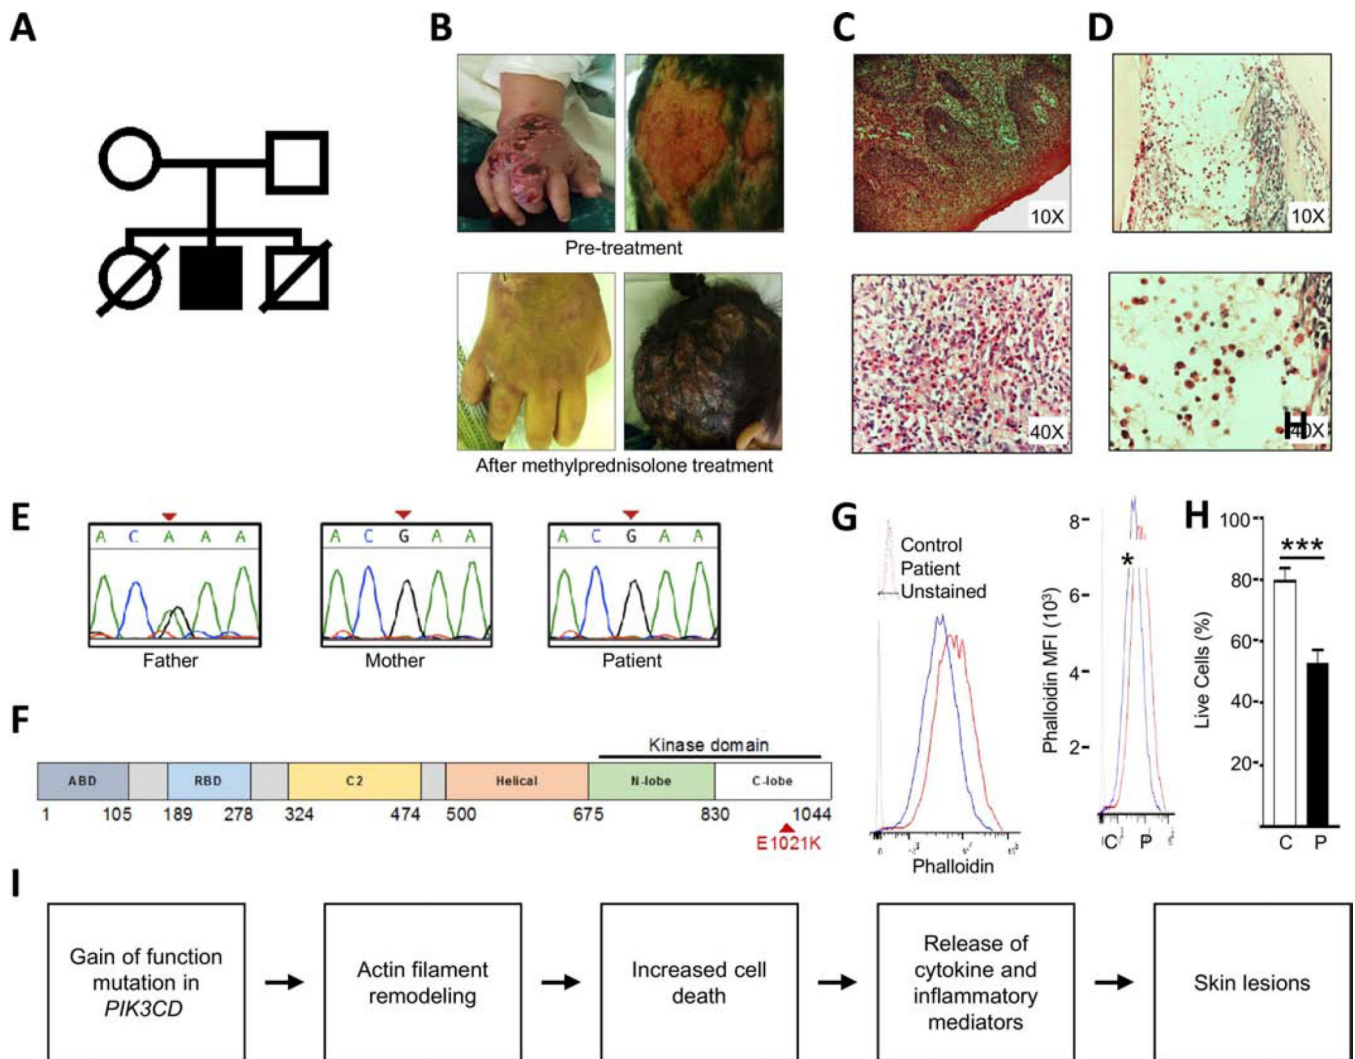 A
B
C
D
10X
10X
Pre-treatment
40X
H
40X
After methylprednisolone treatment
E
A C A A A
A C G A A
A C G A A
Father
Mother
Patient
F
Kinase domain
ABD
RBD
C2
Helical
N-lobe
C-lobe
1 105 189 278 324 474 500 675 830 1044
E1021K
G
Control
Patient
Unstained
Phalloidin
Phalloidin MFI (10³)
8
6
4
2
*
C P
H
Live Cells (%)
100
80
60
40
20
***
C P
I
Gain of function
mutation in
PIK3CD
Actin filament
remodeling
Increased cell
death
Release of
cytokine and
inflammatory
mediators
Skin lesions